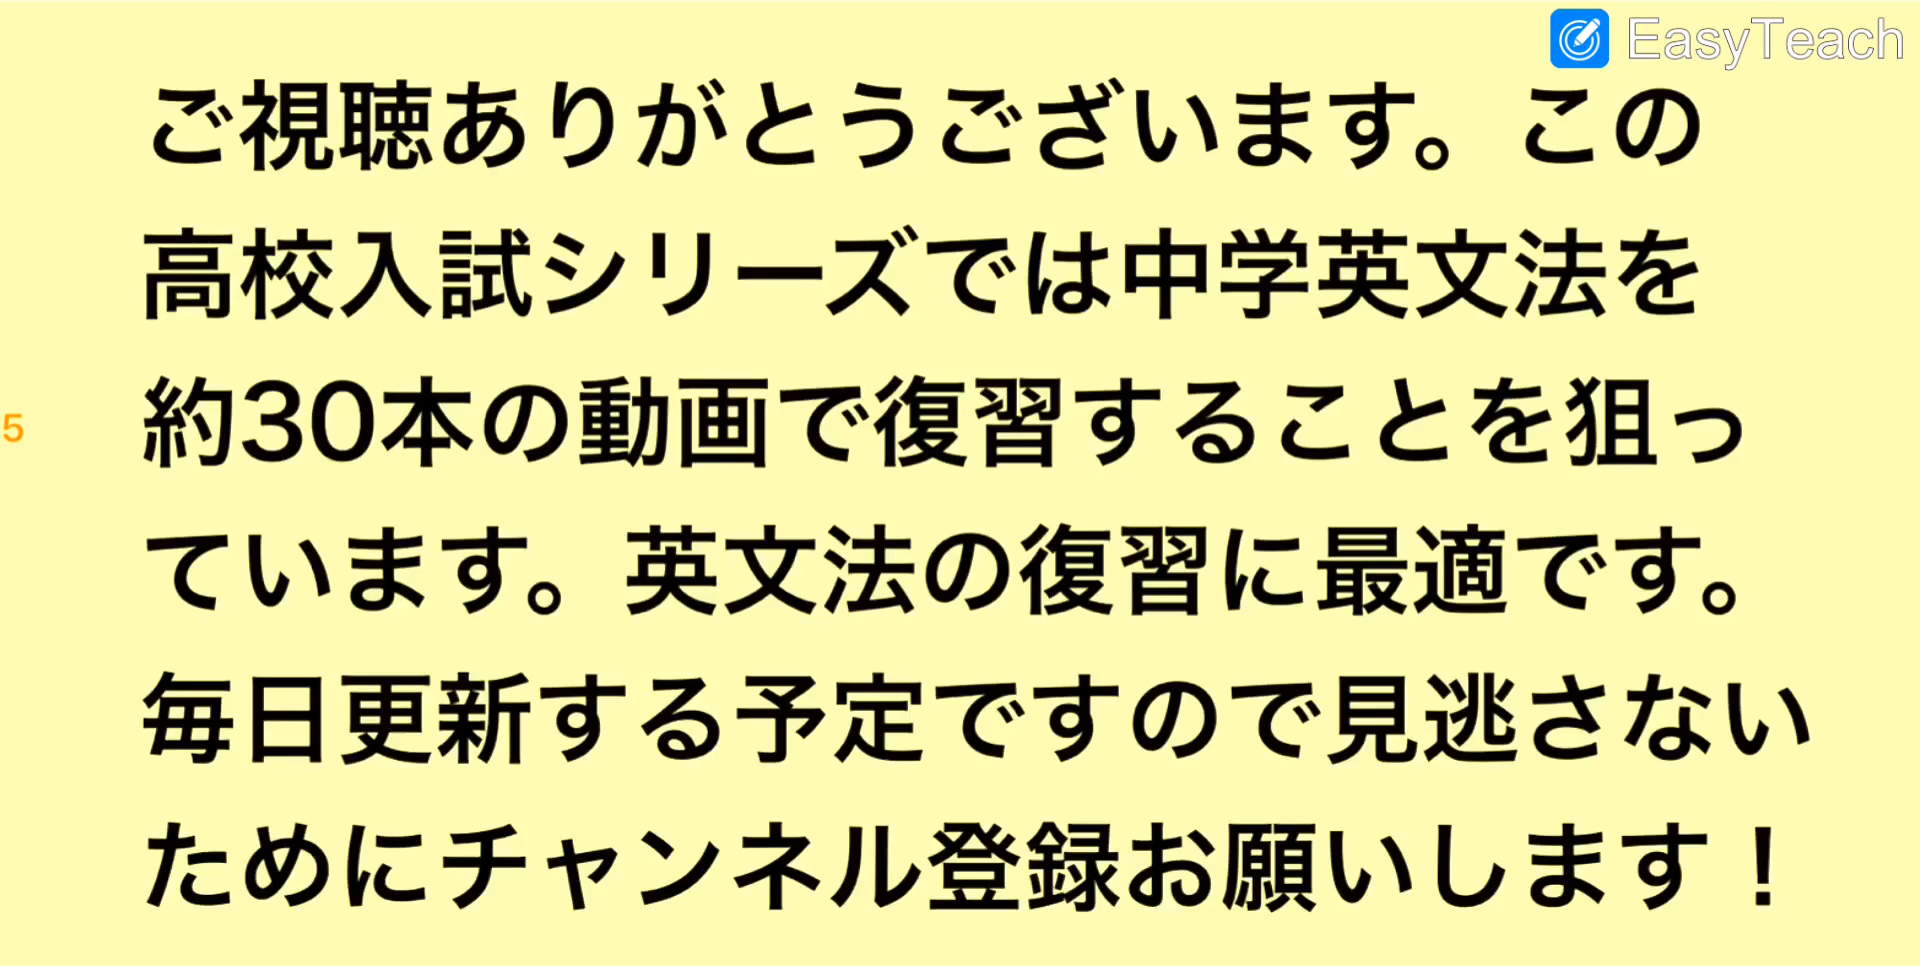 EasyTeach
ご視聴ありがとうございます。この
高校入試シリーズでは中学英文法を
約30本の動画で復習することを狙っ
ています。英文法の復習に最適です。
毎日更新する予定ですので見逃さない
ためにチャンネル登録お願いします！
5